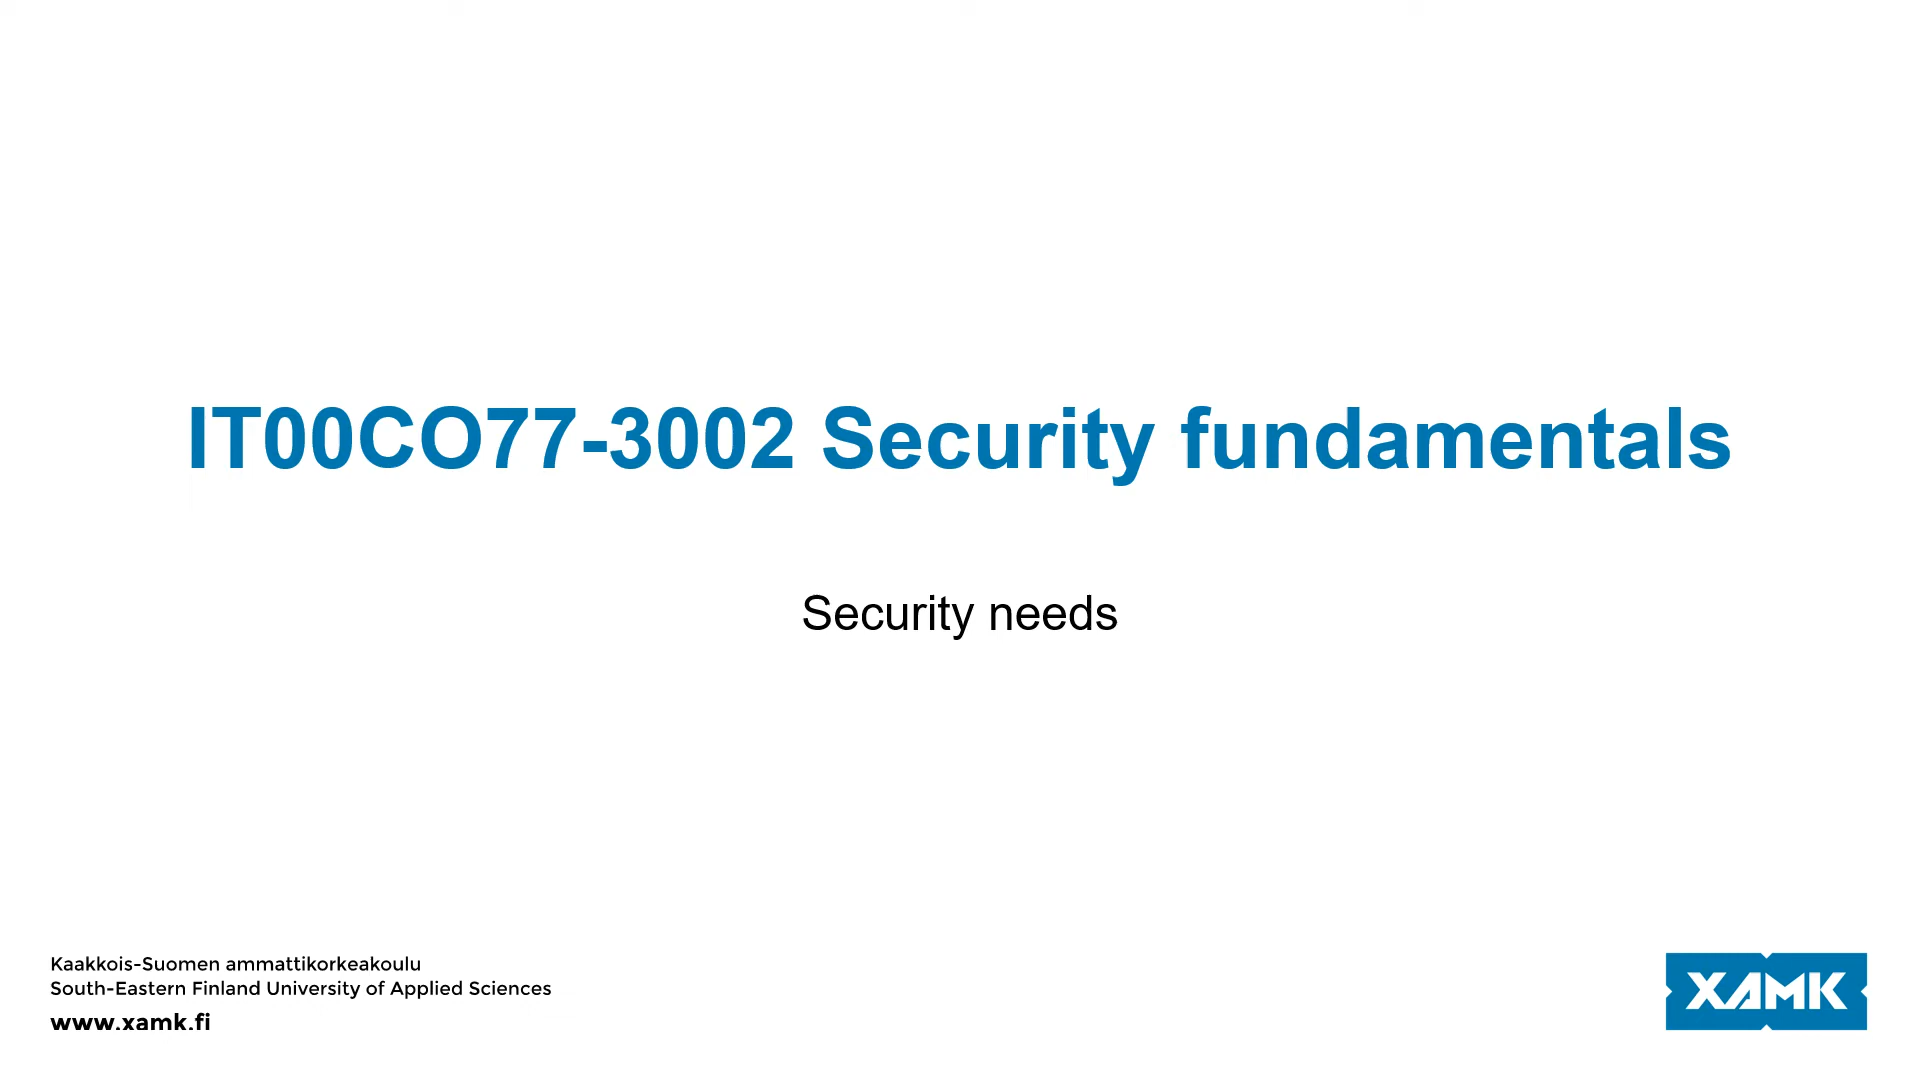 IT00CO77-3002 Security fundamentals
Security needs
Kaakkois-Suomen ammattikorkeakoulu
South-Eastern Finland University of Applied Sciences
www.xamk.fi
XAMK